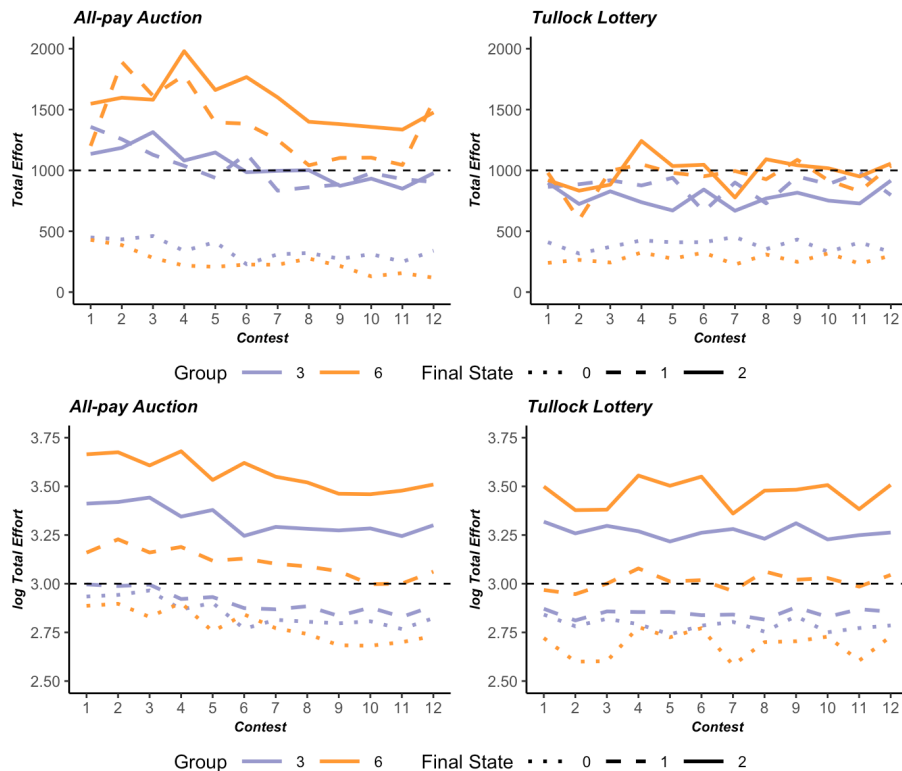 All-pay Auction
Tullock Lottery
2000
1500
1000
500
0
Total Effort
1 2 3 4 5 6 7 8 9 10 11 12
Contest
2000
1500
1000
500
0
Total Effort
1 2 3 4 5 6 7 8 9 10 11 12
Contest
Group 3 6 Final State 0 1 2
All-pay Auction
Tullock Lottery
3.75
3.50
3.25
3.00
2.75
2.50
log Total Effort
1 2 3 4 5 6 7 8 9 10 11 12
Contest
3.75
3.50
3.25
3.00
2.75
2.50
log Total Effort
1 2 3 4 5 6 7 8 9 10 11 12
Contest
Group 3 6 Final State 0 1 2